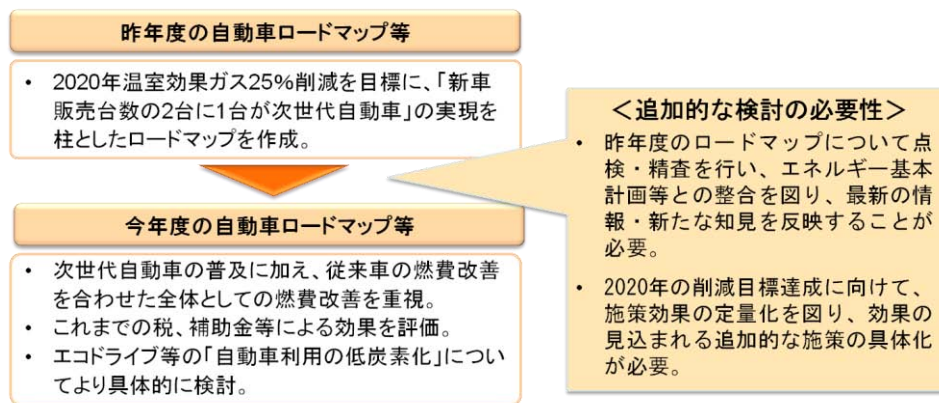 昨年度の自動車ロードマップ等
• 2020年温室効果ガス25%削減を目標に、「新車
販売台数の2台に1台が次世代自動車」の実現を
柱としたロードマップを作成。
今年度の自動車ロードマップ等
• 次世代自動車の普及に加え、従来車の燃費改善
を合わせた全体としての燃費改善を重視。
• これまでの税、補助金等による効果を評価。
• エコドライブ等の「自動車利用の低炭素化」につい
てより具体的に検討。
＜追加的な検討の必要性＞
• 昨年度のロードマップについて点
検・精査を行い、エネルギー基本
計画等との整合を図り、最新の情
報・新たな知見を反映することが
必要。
• 2020年の削減目標達成に向けて、
施策効果の定量化を図り、効果の
見込まれる追加的な施策の具体化
が必要。